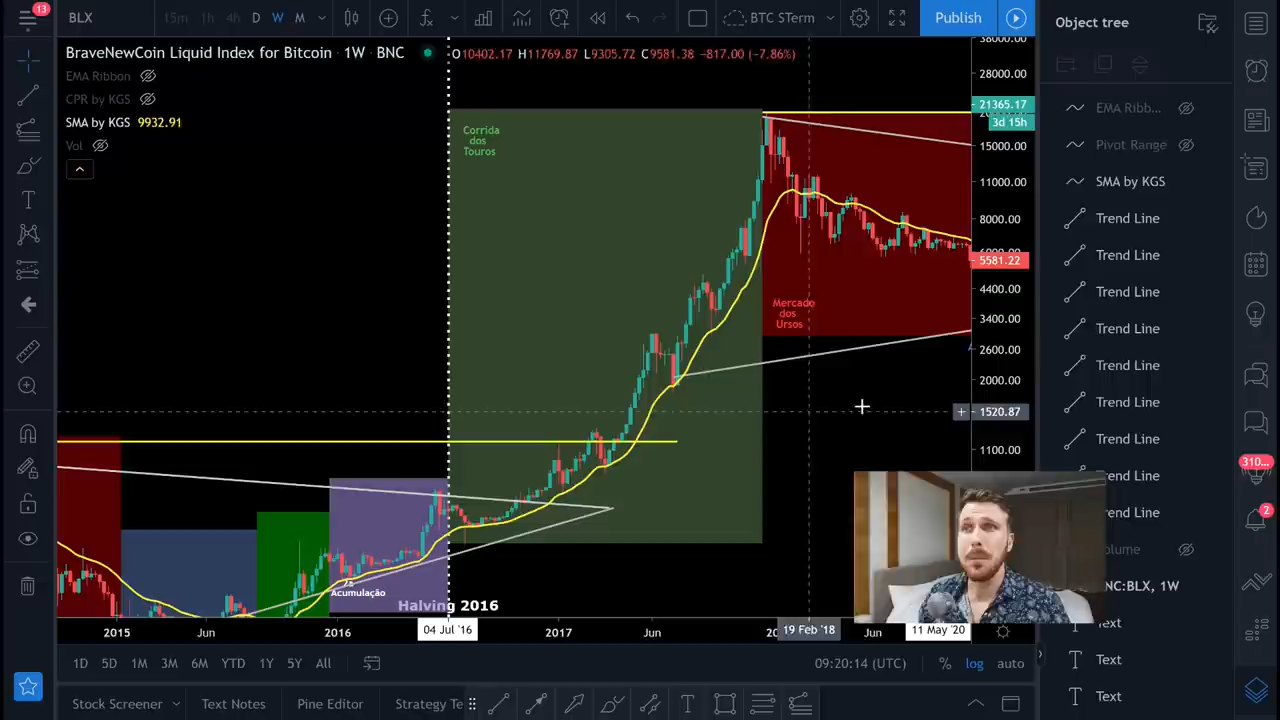 13
BLX
15m 1h 4h D W M
BTC STerm
Publish
Object tree
BraveNewCoin Liquid Index for Bitcoin · 1W · BNC
O10402.17 H11769.87 L9305.72 C9581.38 −817.00 (−7.86%)
EMA Ribbon
CPR by KGS
SMA by KGS 9932.91
Vol
Corrida
dos
Touros
Mercado
dos
Ursos
Acumulação
Halving 2016
38000.00
28000.00
21365.17
3d 15h
15000.00
11000.00
8000.00
5581.22
4400.00
3400.00
2600.00
2000.00
1520.87
1100.00
2015
Jun
2016
04 Jul '16
2017
Jun
19 Feb '18
Jun
11 May '20
1D 5D 1M 3M 6M YTD 1Y 5Y All
09:20:14 (UTC)
% log auto
Stock Screener
Text Notes
Pine Editor
Strategy Te
EMA Ribb...
Pivot Range
SMA by KGS
Trend Line
Trend Line
Trend Line
Trend Line
Trend Line
Trend Line
Trend Line
end Line
end Line
olume
NC:BLX, 1W
ext
Text
Text
310...
2